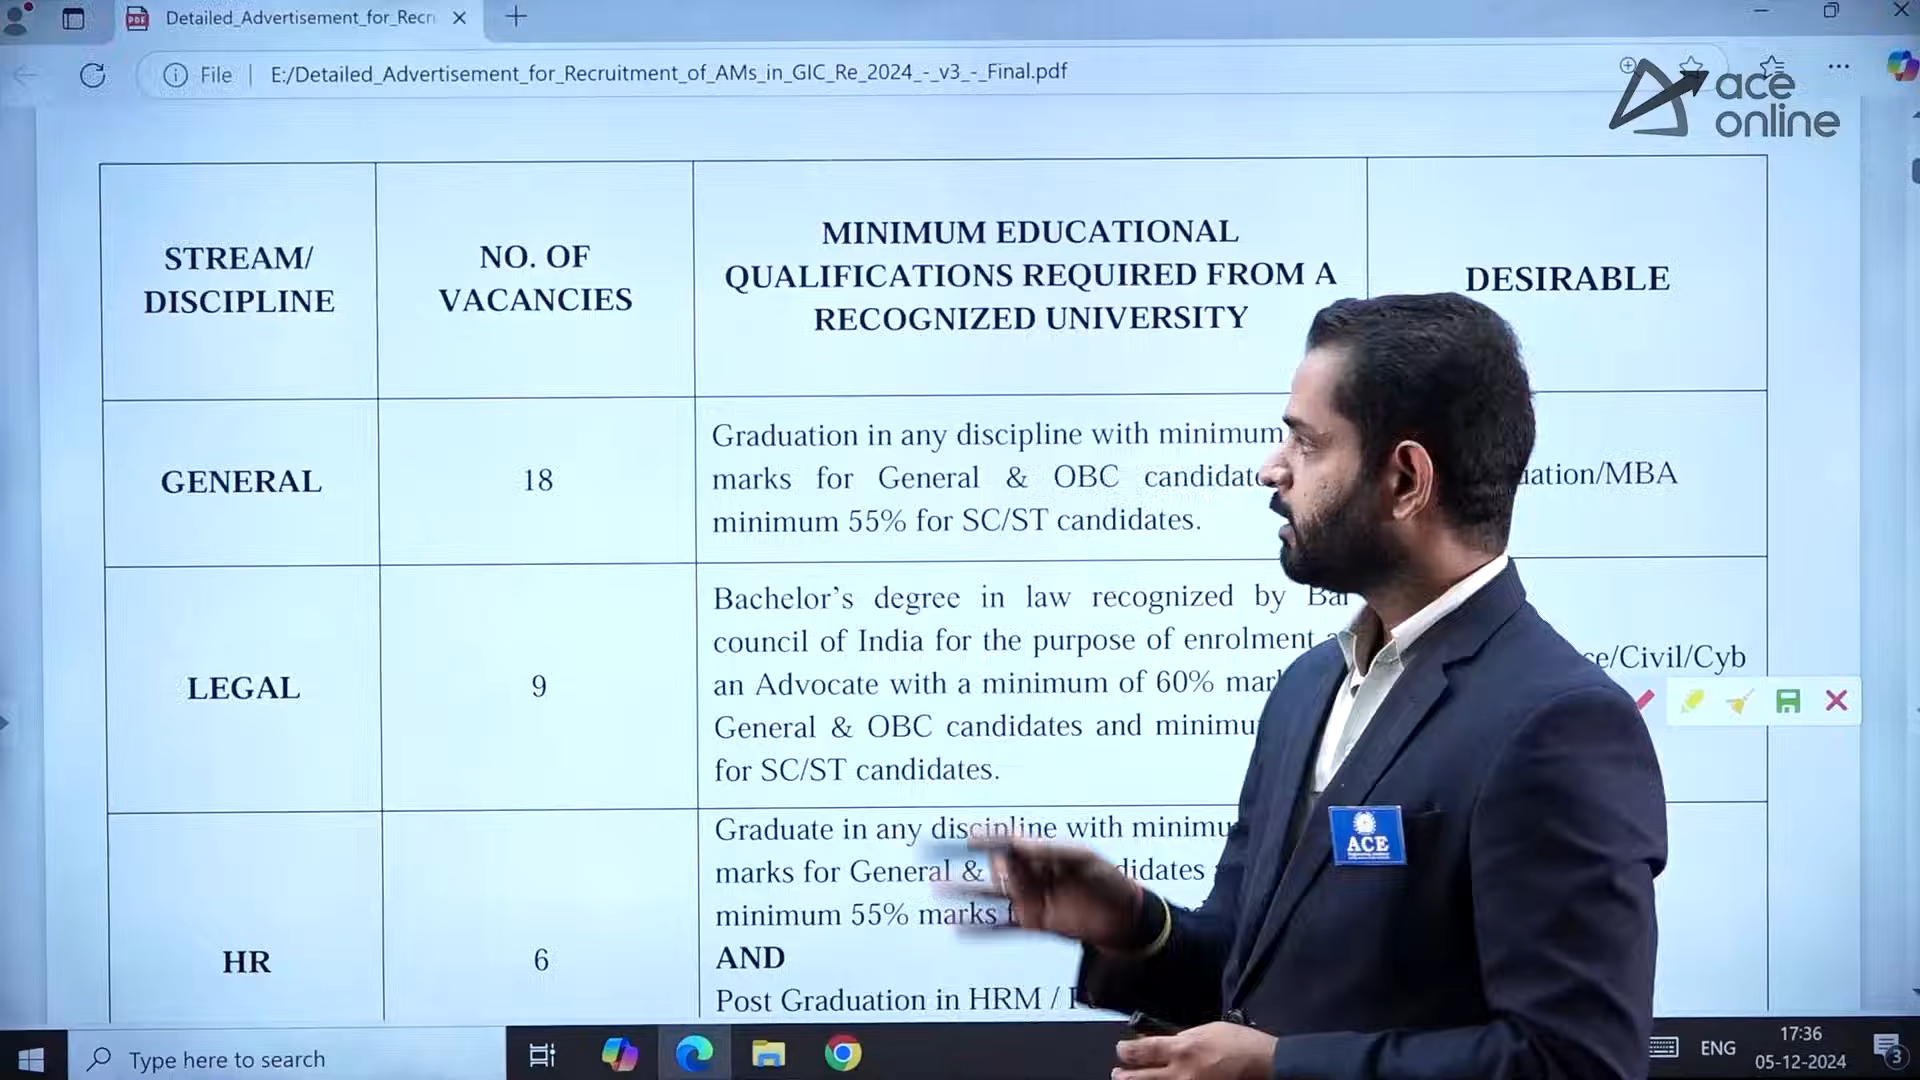 Detailed_Advertisement_for_Recr
File | E:/Detailed_Advertisement_for_Recruitment_of_AMs_in_GIC_Re_2024_-_v3_-_Final.pdf
ace
online
STREAM/
DISCIPLINE
NO. OF
VACANCIES
MINIMUM EDUCATIONAL
QUALIFICATIONS REQUIRED FROM A
RECOGNIZED UNIVERSITY
DESIRABLE
GENERAL
18
Graduation in any discipline with minimum
marks for General & OBC
minimum 55% for SC/ST candidates.
/MBA
LEGAL
9
Bachelor’s degree in law recognized by
council of India for the purpose of enrolment
an Advocate with a minimum of 60%
General & OBC candidates and
for SC/ST candidates.
/Civil/Cyb
HR
6
Graduate in any discipline with
marks for General &
minimum 55% marks
AND
Post Graduation in HRM /
ACE
Type here to search
ENG
17:36
05-12-2024
3